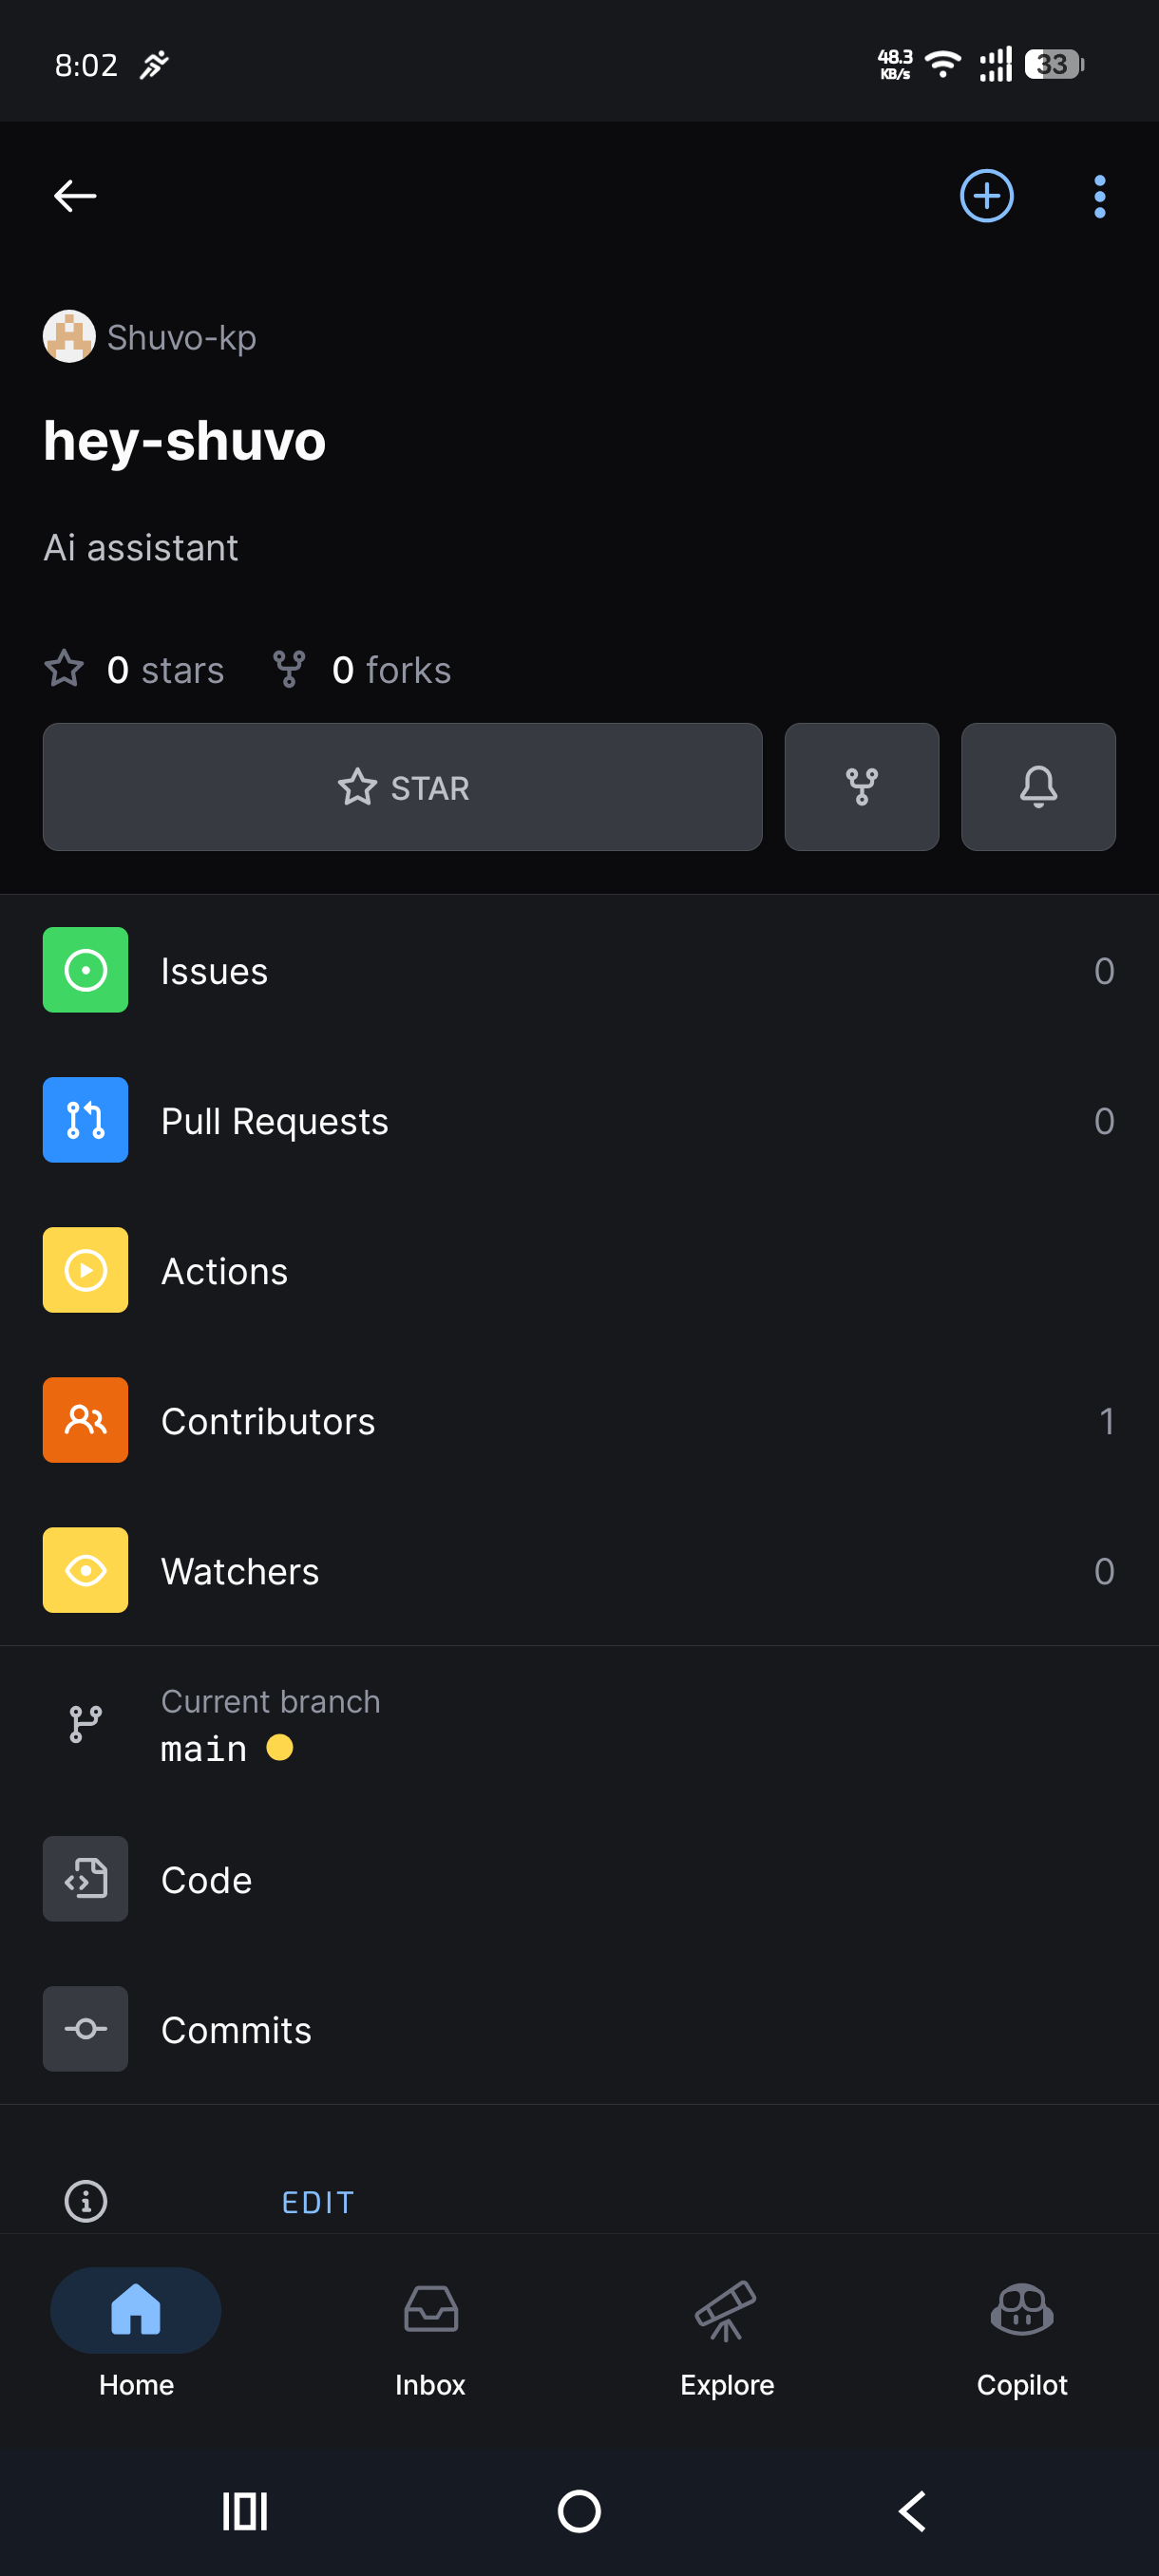 8:02
48.3
KB/s
33
Shuvo-kp
hey-shuvo
Ai assistant
0 stars 0 forks
STAR
Issues 0
Pull Requests 0
Actions
Contributors 1
Watchers 0
Current branch
main
Code
Commits
EDIT
Home Inbox Explore Copilot